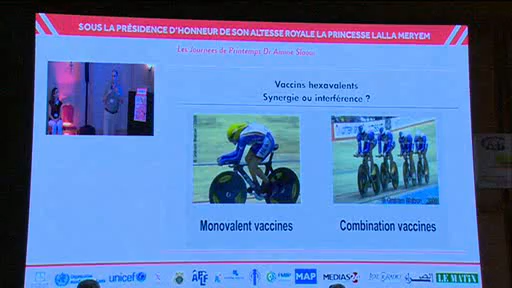 SOUS LA PRÉSIDENCE D'HONNEUR DE SON ALTESSE ROYALE LA PRINCESSE LALLA MERYEM
Les Journées de Printemps Dr Amine Slaoui
Vaccins hexavalents
Synergie ou interférence ?
Monovalent vaccines
Combination vaccines
unicef
MAP
MEDIAS24
LE MATIN